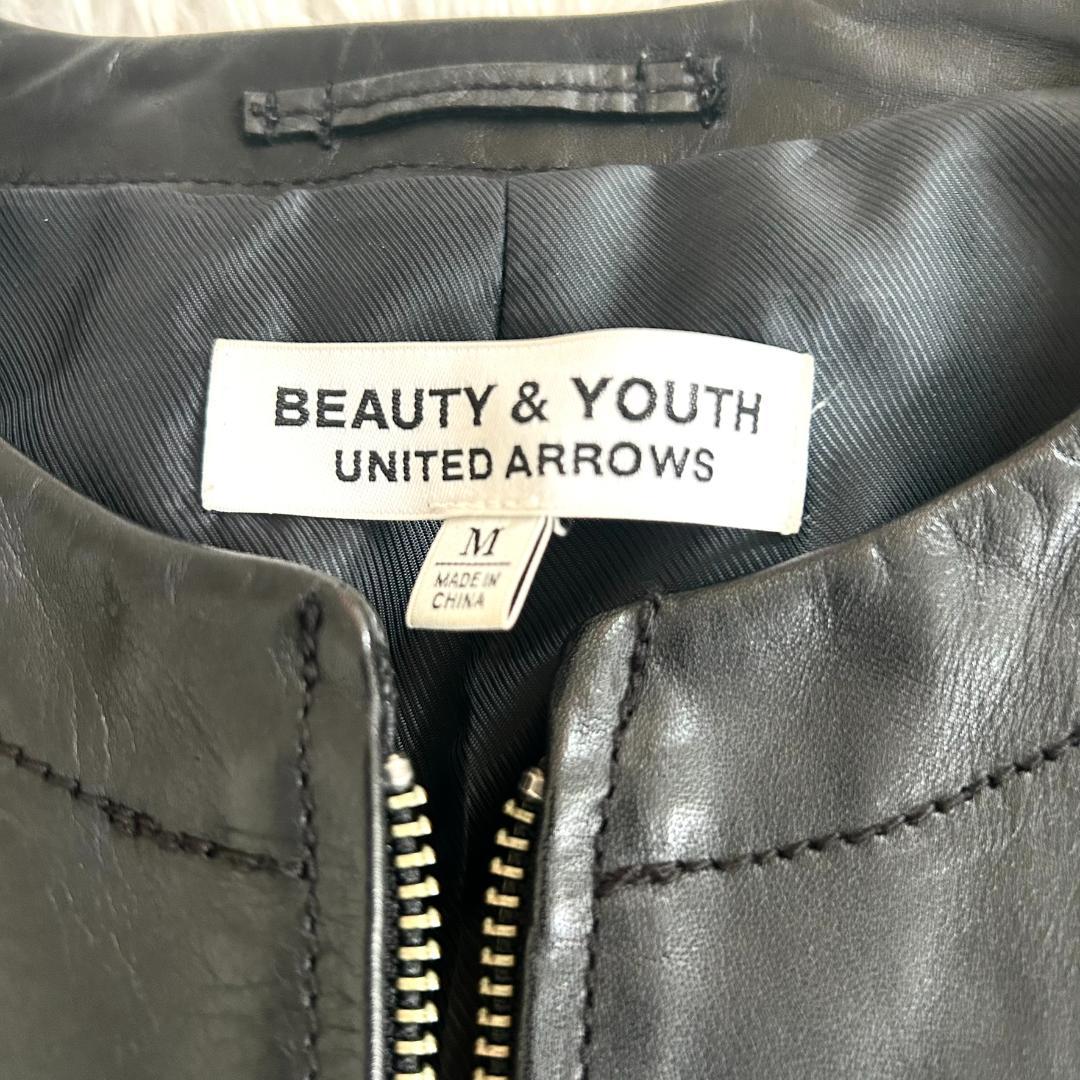 BEAUTY & YOUTH
UNITED ARROWS
M
MADE IN
CHINA